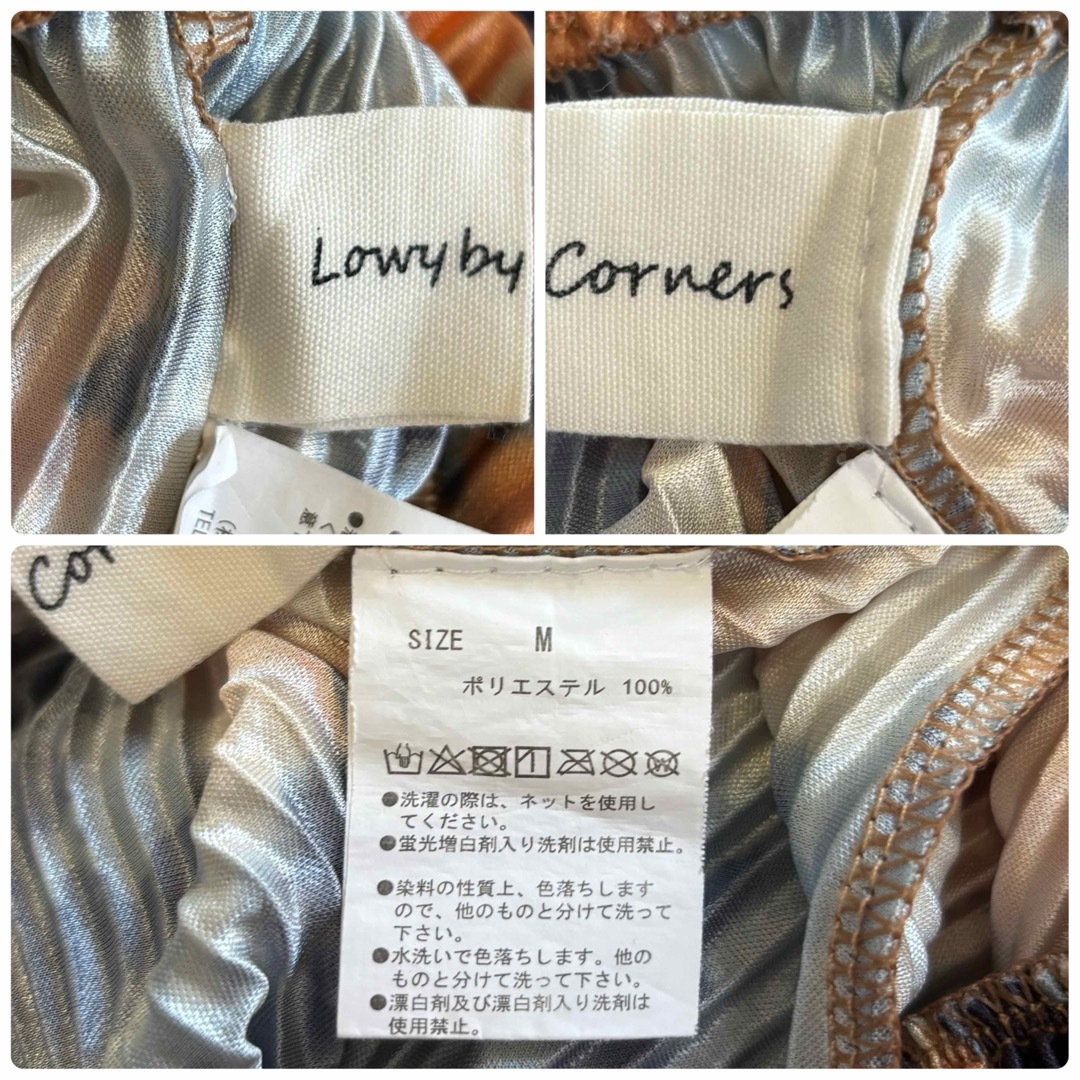 Lowy by Corners
TEL
Cor
SIZE M
ポリエステル 100%
●洗濯の際は、ネットを使用し
てください。
●蛍光増白剤入り洗剤は使用禁止。
●染料の性質上、色落ちします
ので、他のものと分けて洗って
下さい。
●水洗いで色落ちします。他の
ものと分けて洗って下さい。
●漂白剤及び漂白剤入り洗剤は
使用禁止。